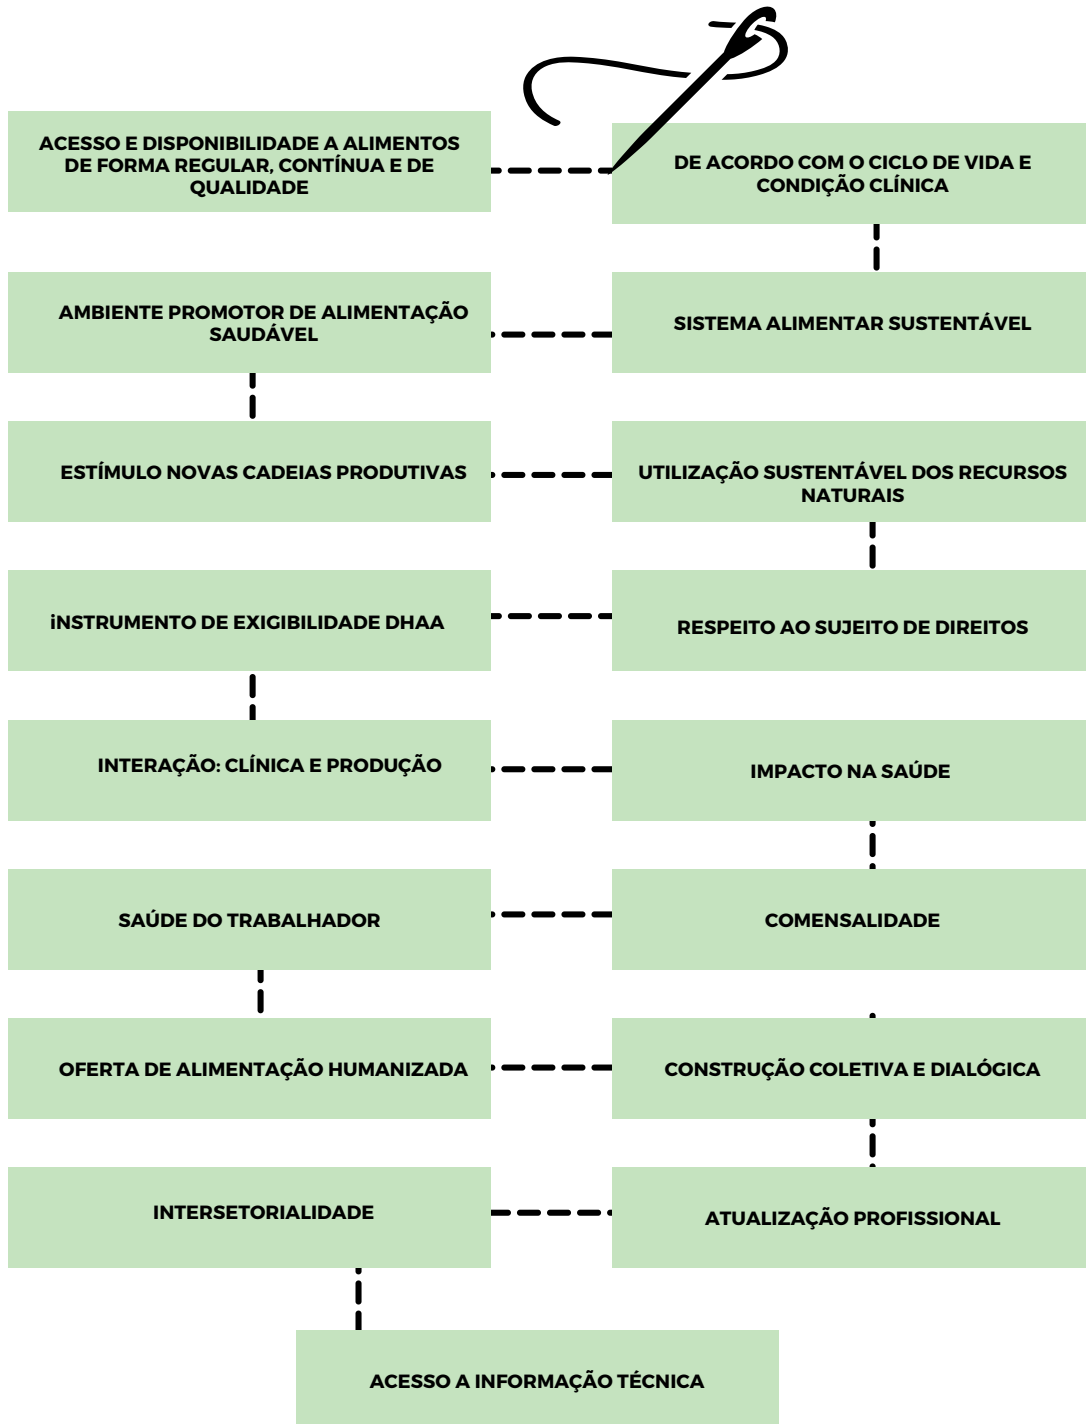 ACESSO E DISPONIBILIDADE A ALIMENTOS
DE FORMA REGULAR, CONTÍNUA E DE
QUALIDADE
DE ACORDO COM O CICLO DE VIDA E
CONDIÇÃO CLÍNICA
AMBIENTE PROMOTOR DE ALIMENTAÇÃO
SAUDÁVEL
SISTEMA ALIMENTAR SUSTENTÁVEL
ESTÍMULO NOVAS CADEIAS PRODUTIVAS
UTILIZAÇÃO SUSTENTÁVEL DOS RECURSOS
NATURAIS
iNSTRUMENTO DE EXIGIBILIDADE DHAA
RESPEITO AO SUJEITO DE DIREITOS
INTERAÇÃO: CLÍNICA E PRODUÇÃO
IMPACTO NA SAÚDE
SAÚDE DO TRABALHADOR
COMENSALIDADE
OFERTA DE ALIMENTAÇÃO HUMANIZADA
CONSTRUÇÃO COLETIVA E DIALÓGICA
INTERSETORIALIDADE
ATUALIZAÇÃO PROFISSIONAL
ACESSO A INFORMAÇÃO TÉCNICA